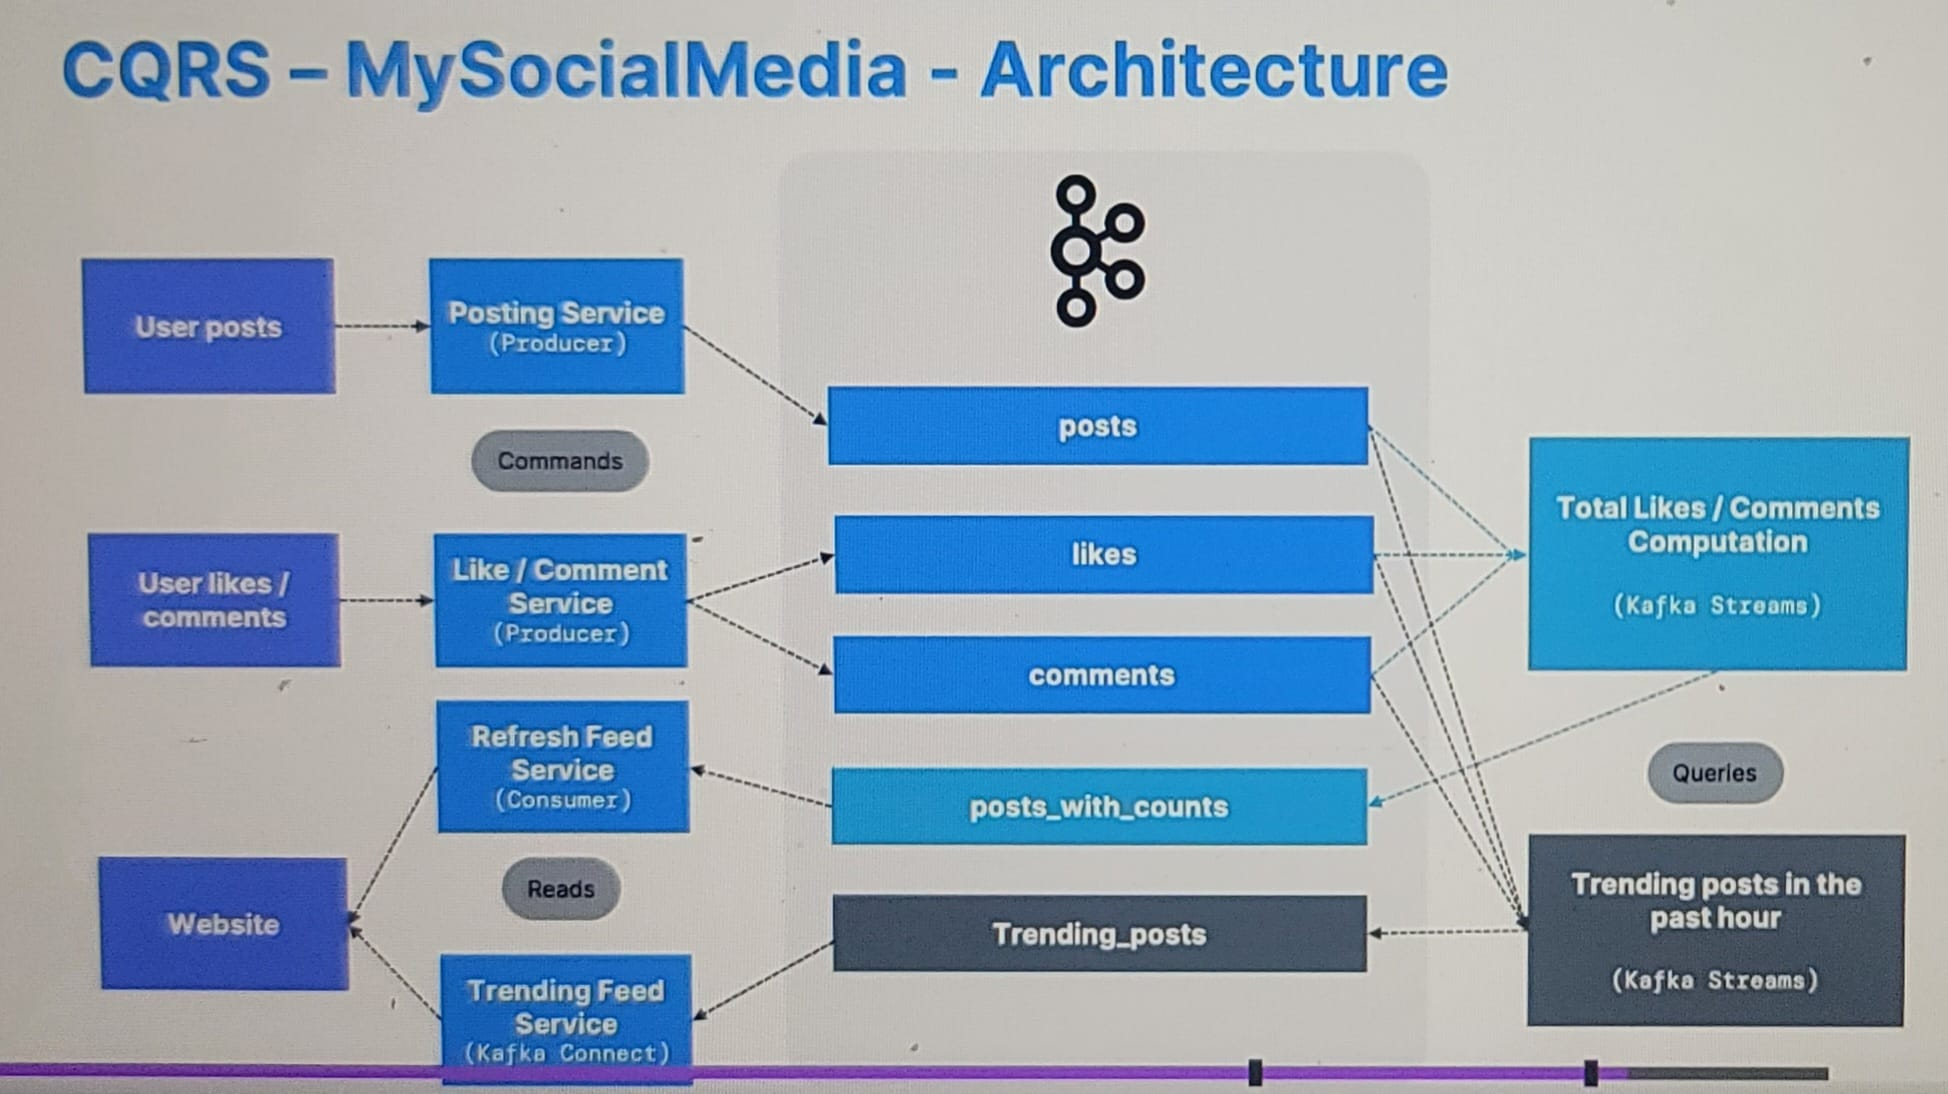 CQRS – MySocialMedia - Architecture
User posts
Posting Service
(Producer)
Commands
User likes /
comments
Like / Comment
Service
(Producer)
Refresh Feed
Service
(Consumer)
Website
Reads
Trending Feed
Service
(Kafka Connect)
posts
likes
comments
posts_with_counts
Trending_posts
Total Likes / Comments
Computation
(Kafka Streams)
Queries
Trending posts in the
past hour
(Kafka Streams)